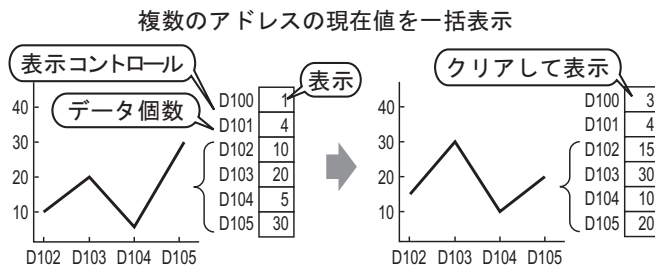 複数のアドレスの現在値を一括表示
表示コントロール
データ個数
表示
D100 1
D101 4
D102 10
D103 20
D104 5
D105 30
40
30
20
10
D102 D103 D104 D105
クリアして表示
D100 3
D101 4
D102 15
D103 30
D104 10
D105 20
40
30
20
10
D102 D103 D104 D105